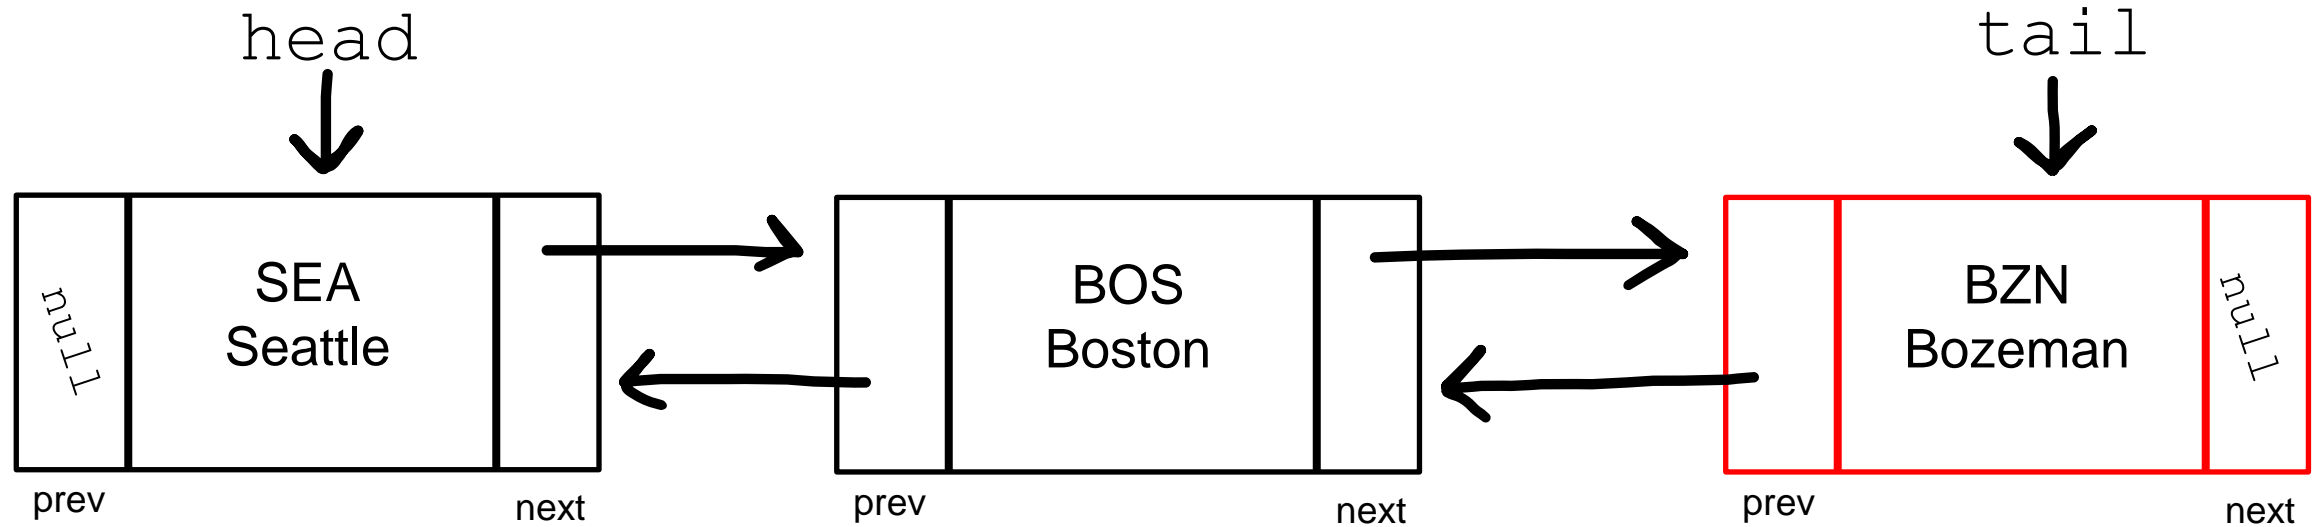 head
tail
null
SEA
Seattle
BOS
Boston
BZN
Bozeman
null
prev
next
prev
next
prev
next